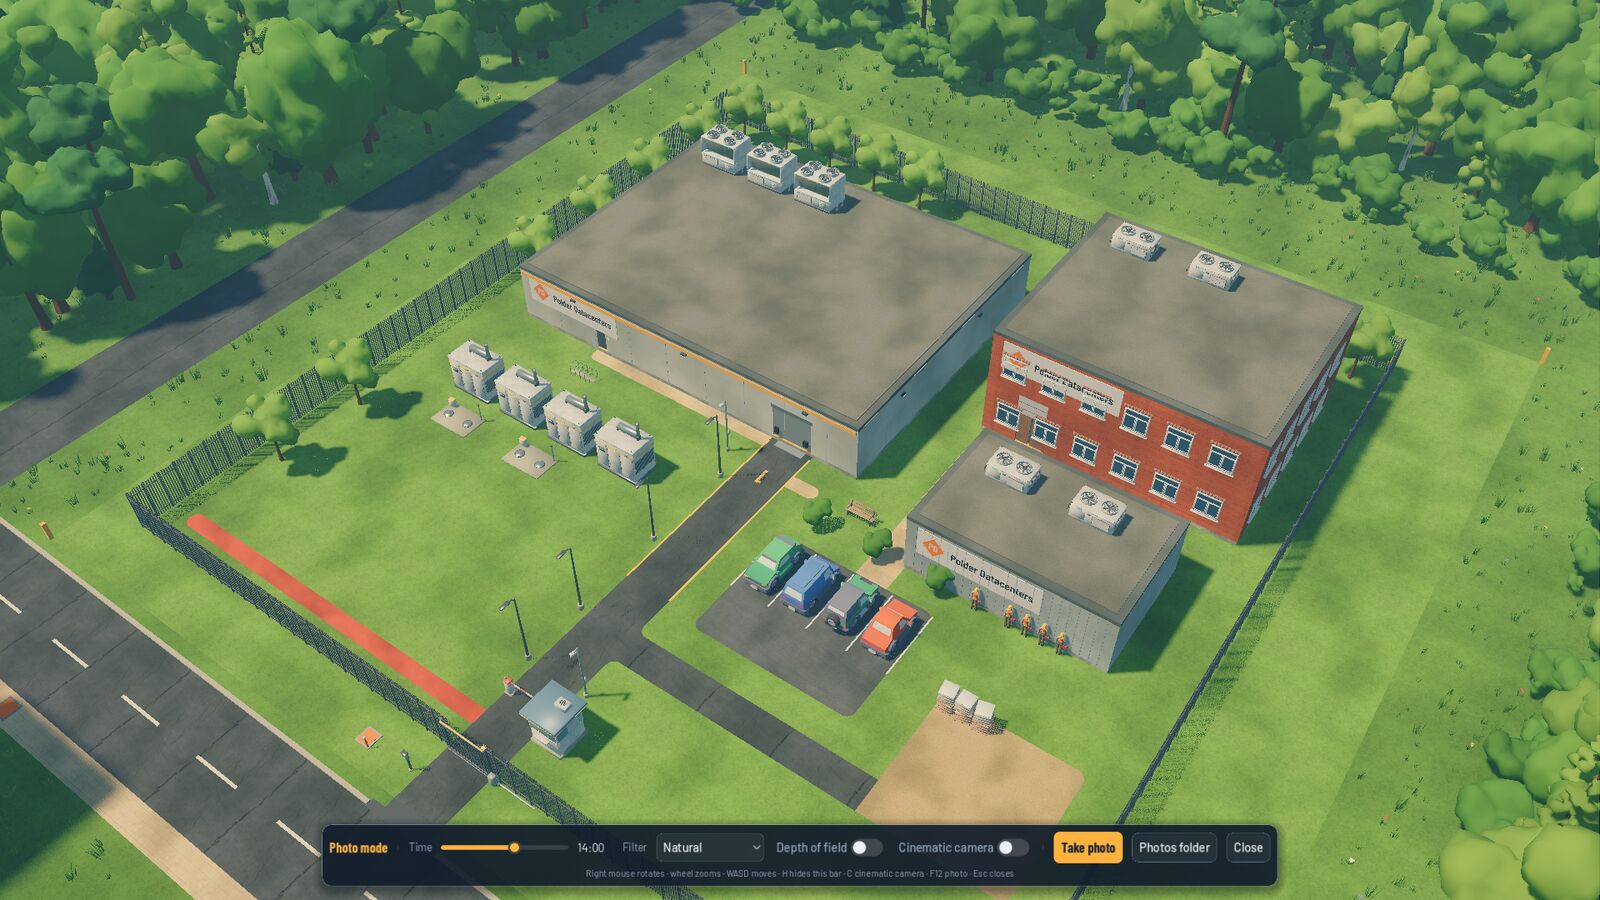 Polder Datacenters
Polder Datacenters
PD
Polder Datacenters
Photo mode
Time
14:00
Filter
Natural
Depth of field
Cinematic camera
Take photo
Photos folder
Close
Right mouse rotates · wheel zooms · WASD moves · H hides this bar · C cinematic camera · F12 photo · Esc closes